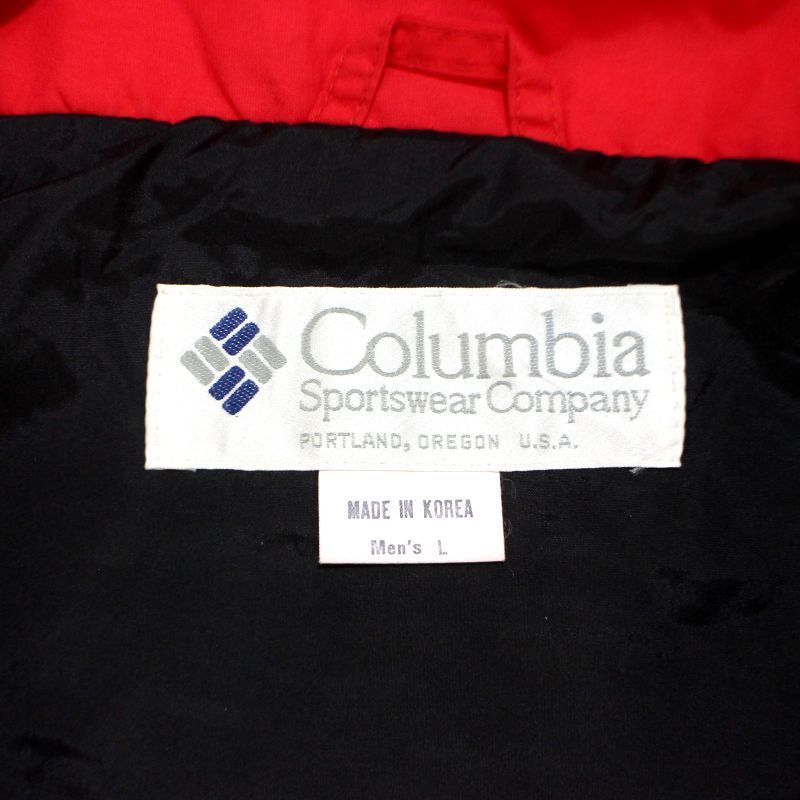 Columbia
Sportswear Company
PORTLAND, OREGON U.S.A.
MADE IN KOREA
Men's L